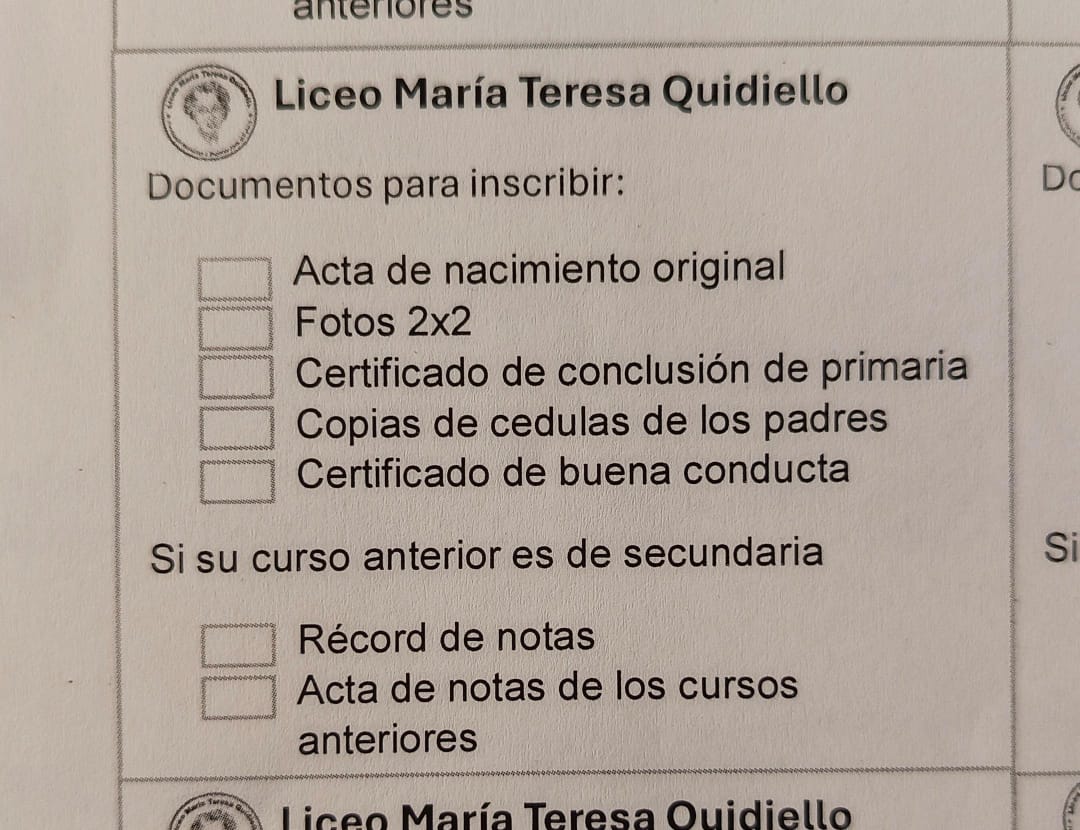 anteriores
Liceo María Teresa Quidiello
Documentos para inscribir:
Acta de nacimiento original
Fotos 2x2
Certificado de conclusión de primaria
Copias de cedulas de los padres
Certificado de buena conducta
Si su curso anterior es de secundaria
Récord de notas
Acta de notas de los cursos
anteriores
Liceo María Teresa Quidiello
Do
Si